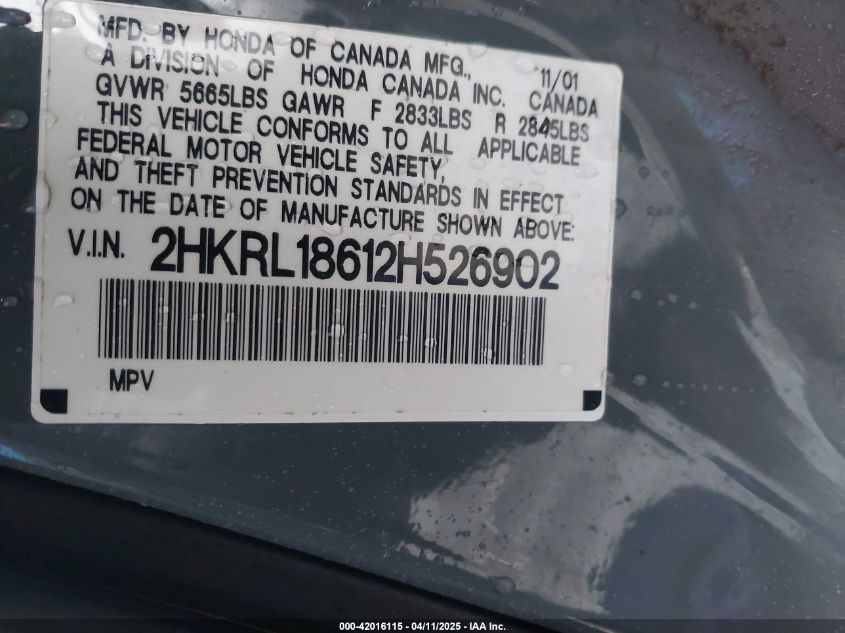 MFD. BY HONDA OF CANADA MFG., 11/01
A DIVISION OF HONDA CANADA INC. CANADA
GVWR 5665LBS GAWR F 2833LBS R 2845LBS
THIS VEHICLE CONFORMS TO ALL APPLICABLE
FEDERAL MOTOR VEHICLE SAFETY,
AND THEFT PREVENTION STANDARDS IN EFFECT
ON THE DATE OF MANUFACTURE SHOWN ABOVE:
V.I.N. 2HKRL18612H526902
MPV
000-42016115 - 04/11/2025 - IAA Inc.